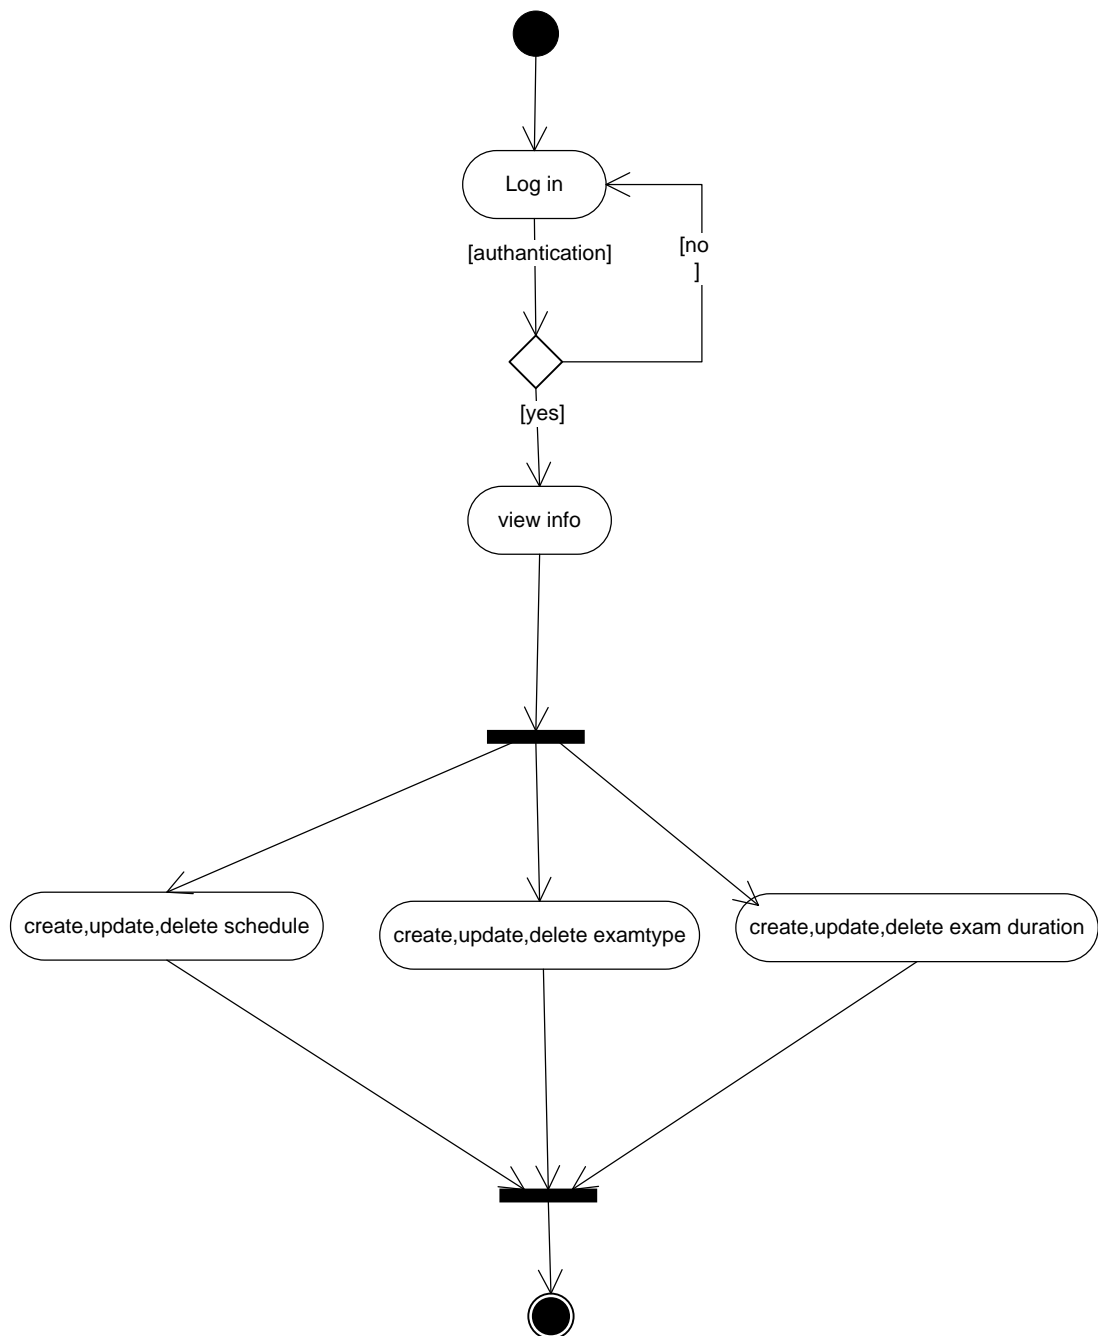 Log in
[authantication]
[no
]
[yes]
view info
create,update,delete schedule
create,update,delete examtype
create,update,delete exam duration